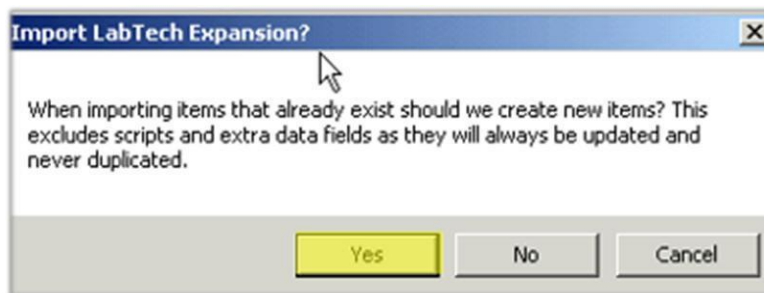 Import LabTech Expansion?
When importing items that already exist should we create new items? This
excludes scripts and extra data fields as they will always be updated and
never duplicated.
Yes
No
Cancel